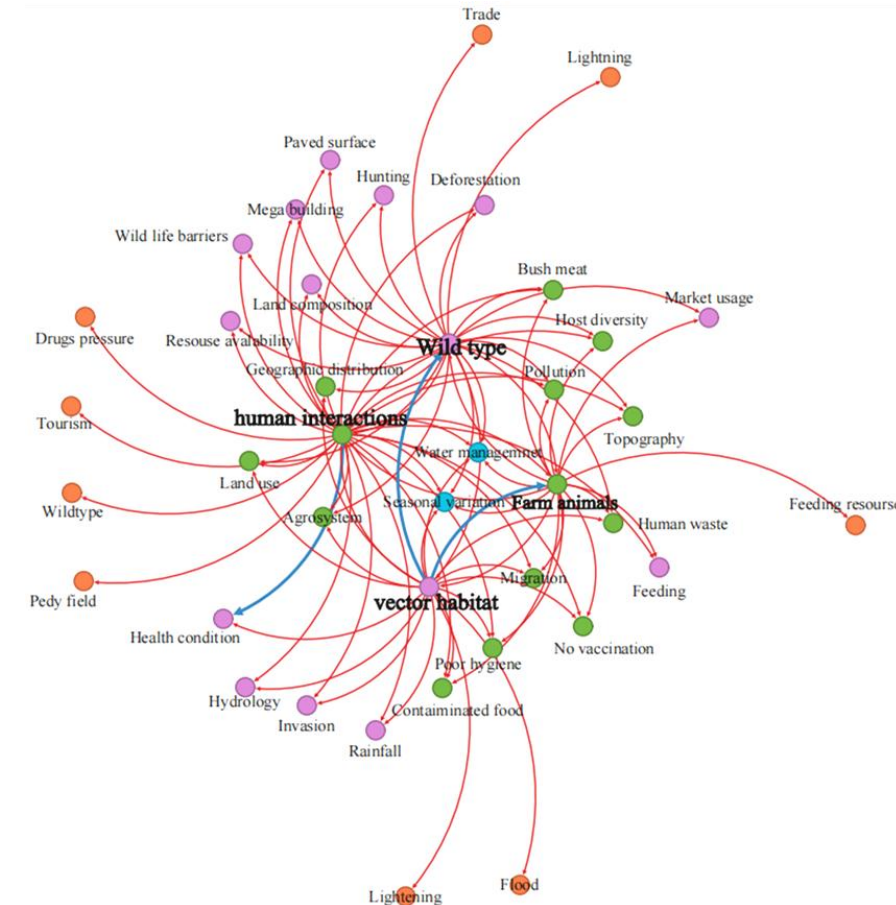 Trade
Lightning
Paved surface
Hunting
Deforestation
Mega building
Wild life barriers
Bush meat
Land composition
Market usage
Drugs pressure
Resouse avalability
Host diversity
Wild type
Geographic distribution
Pollution
human interactions
Tourism
Topography
Water managemnet
Land use
Seasonal variation
Farm animals
Feeding resourse
Wildtype
Agrosystem
Human waste
Migration
Feeding
Pedy field
vector habitat
Health condition
No vaccination
Poor hygiene
Hydrology
Contaiminated food
Invasion
Rainfall
Flood
Lightening